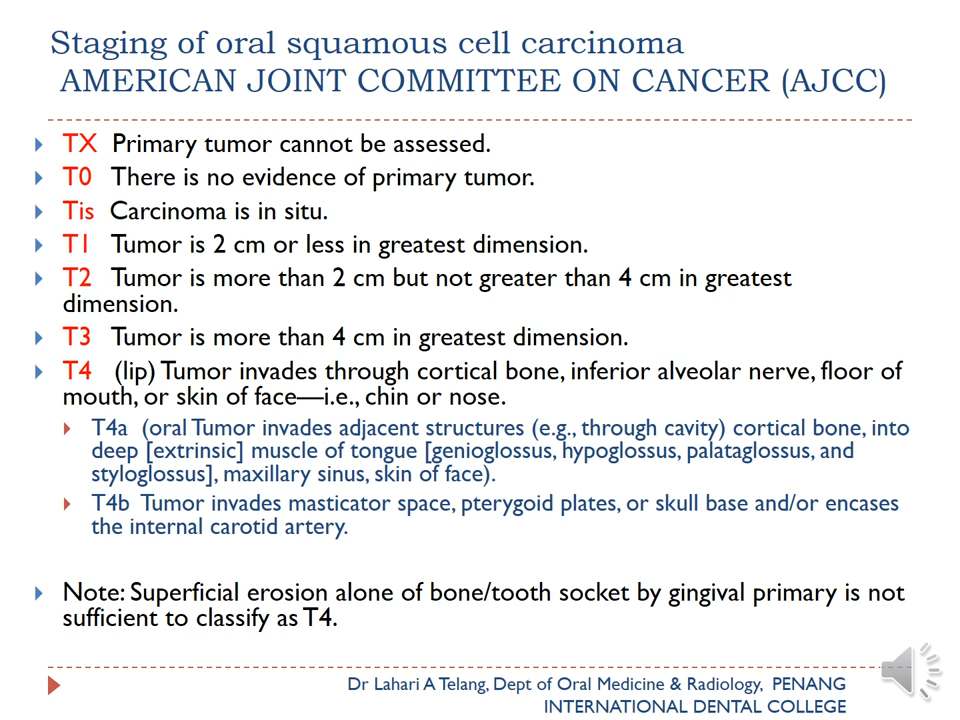 Staging of oral squamous cell carcinoma
AMERICAN JOINT COMMITTEE ON CANCER (AJCC)
TX Primary tumor cannot be assessed.
T0 There is no evidence of primary tumor.
Tis Carcinoma is in situ.
T1 Tumor is 2 cm or less in greatest dimension.
T2 Tumor is more than 2 cm but not greater than 4 cm in greatest
dimension.
T3 Tumor is more than 4 cm in greatest dimension.
T4 (lip) Tumor invades through cortical bone, inferior alveolar nerve, floor of
mouth, or skin of face—i.e., chin or nose.
T4a (oral Tumor invades adjacent structures (e.g., through cavity) cortical bone, into
deep [extrinsic] muscle of tongue [genioglossus, hypoglossus, palataglossus, and
styloglossus], maxillary sinus, skin of face).
T4b Tumor invades masticator space, pterygoid plates, or skull base and/or encases
the internal carotid artery.
Note: Superficial erosion alone of bone/tooth socket by gingival primary is not
sufficient to classify as T4.
Dr Lahari A Telang, Dept of Oral Medicine & Radiology, PENANG
INTERNATIONAL DENTAL COLLEGE